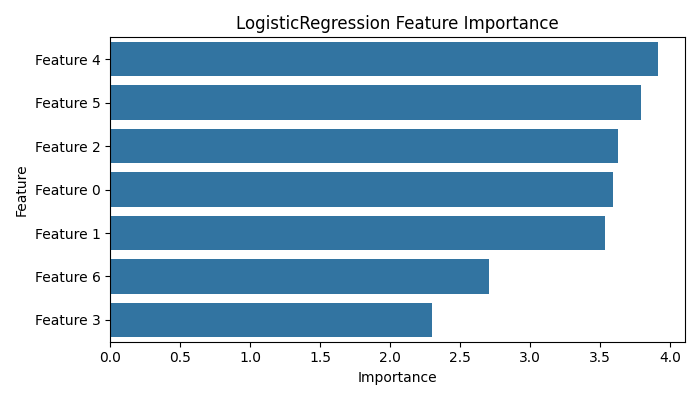 LogisticRegression Feature Importance
Feature 4
Feature 5
Feature 2
Feature 0
Feature 1
Feature 6
Feature 3
Feature
0.0 0.5 1.0 1.5 2.0 2.5 3.0 3.5 4.0
Importance